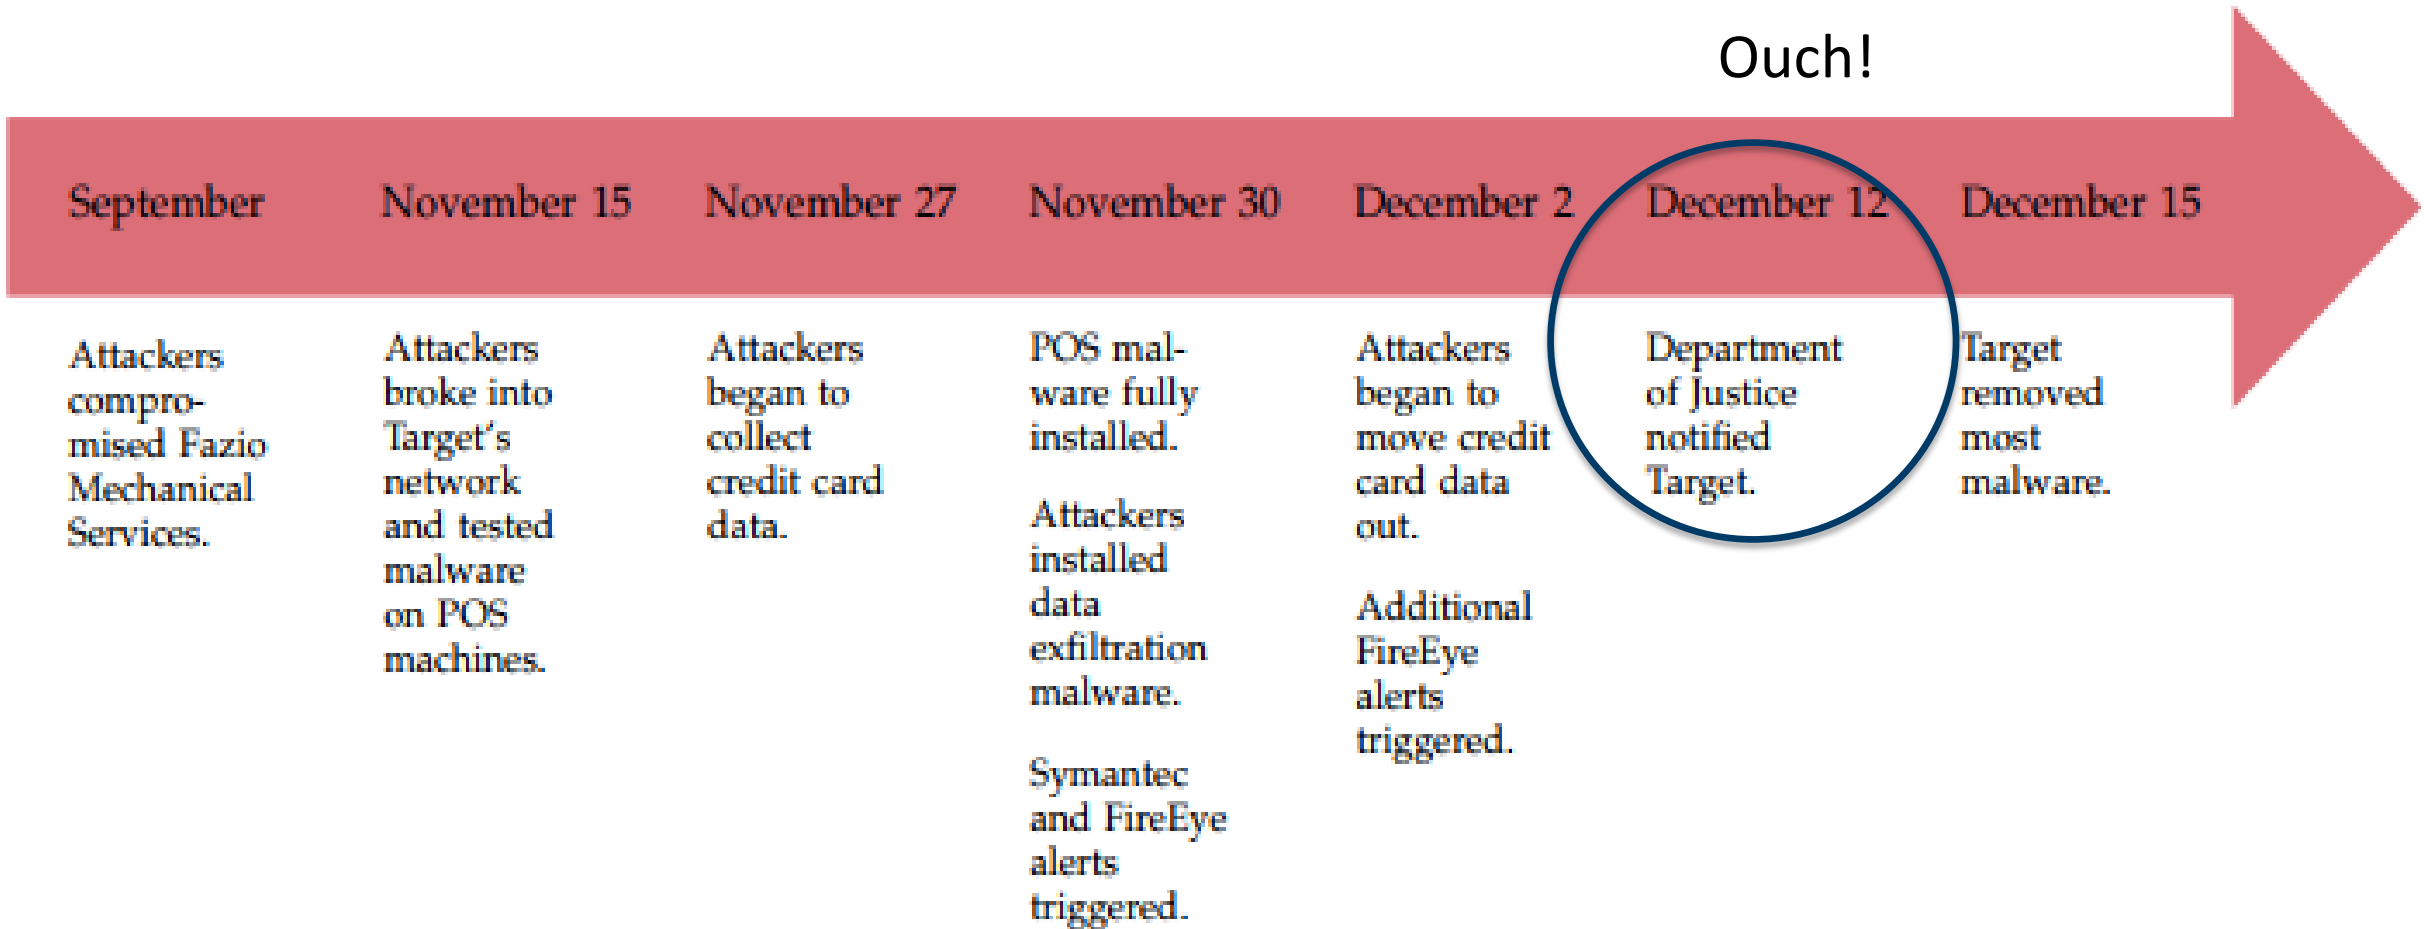 Ouch!
September
November 15
November 27
November 30
December 2
December 12
December 15
Attackers
compro-
mised Fazio
Mechanical
Services.
Attackers
broke into
Target's
network
and tested
malware
on POS
machines.
Attackers
began to
collect
credit card
data.
POS mal-
ware fully
installed.
Attackers
installed
data
exfiltration
malware.
Symantec
and FireEye
alerts
triggered.
Attackers
began to
move credit
card data
out.
Additional
FireEye
alerts
triggered.
Department
of Justice
notified
Target.
Target
removed
most
malware.